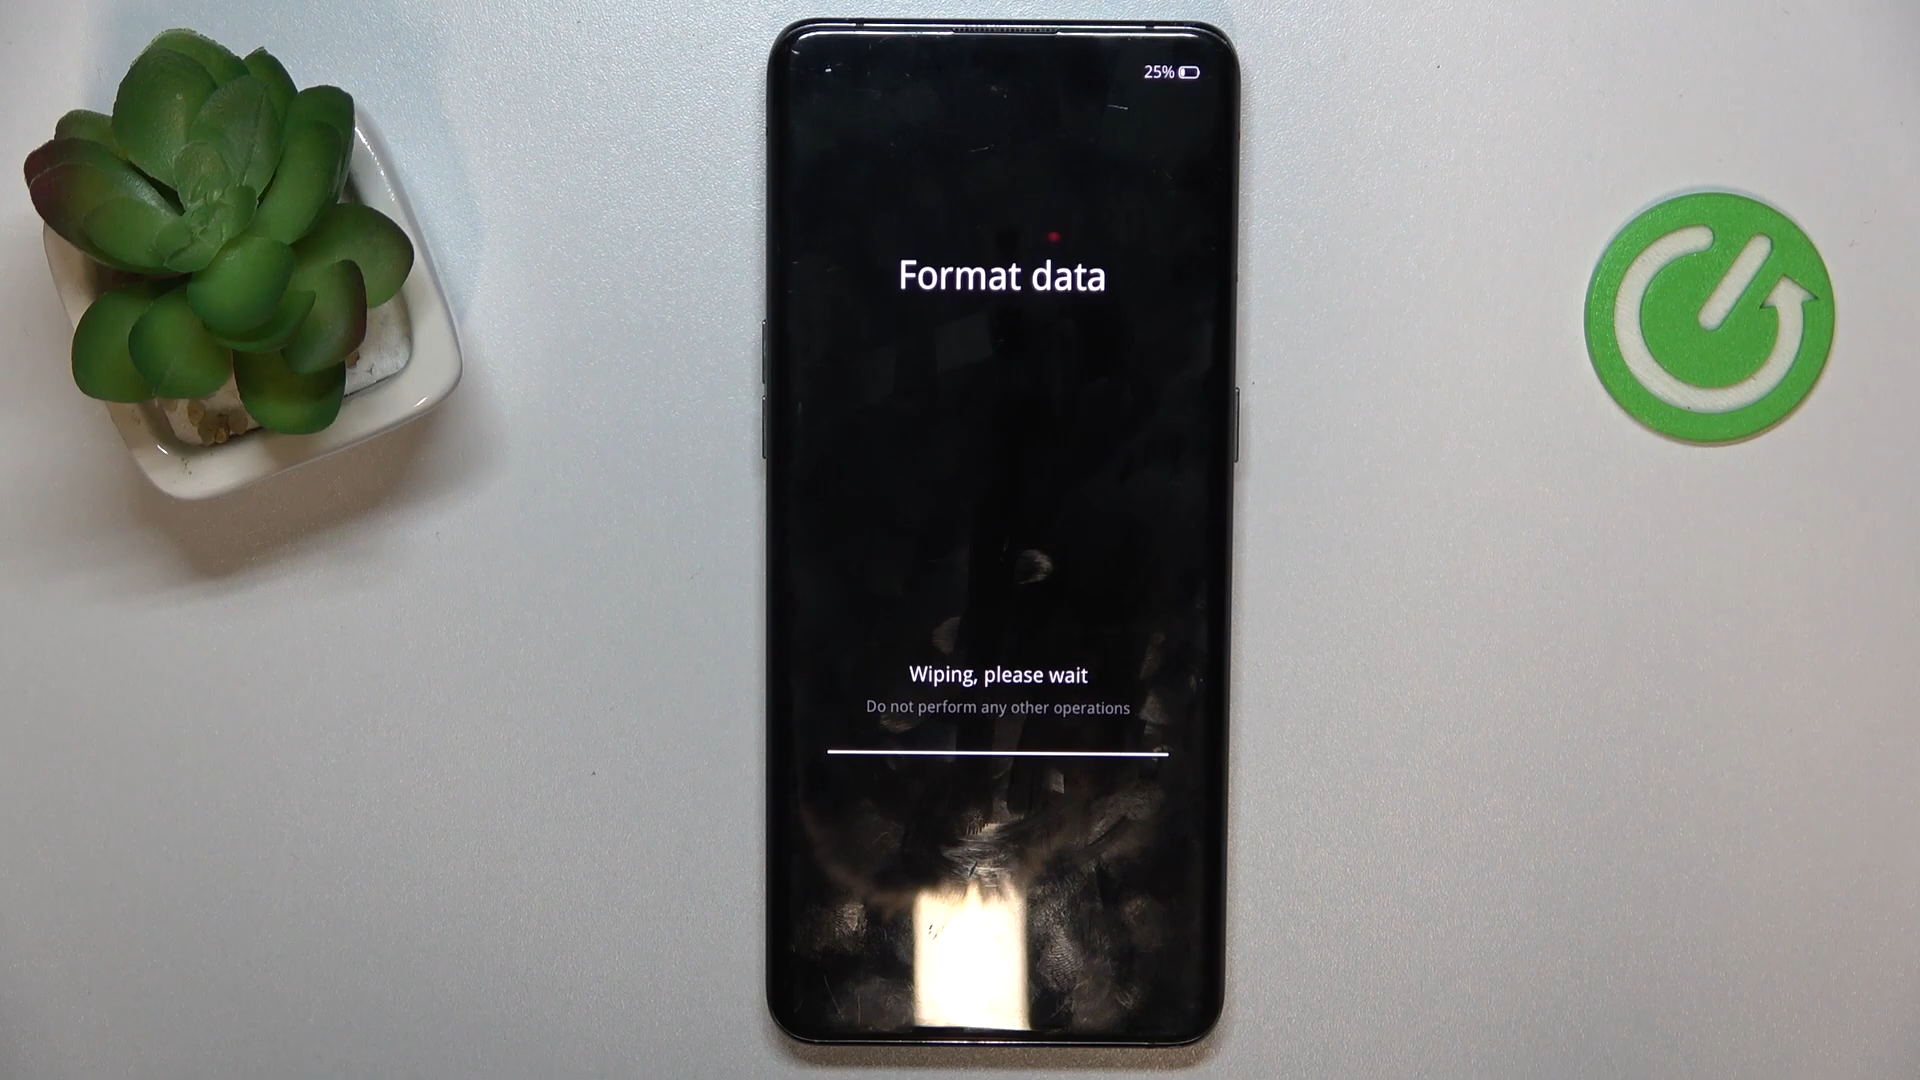 25%
Format data
Wiping, please wait
Do not perform any other operations